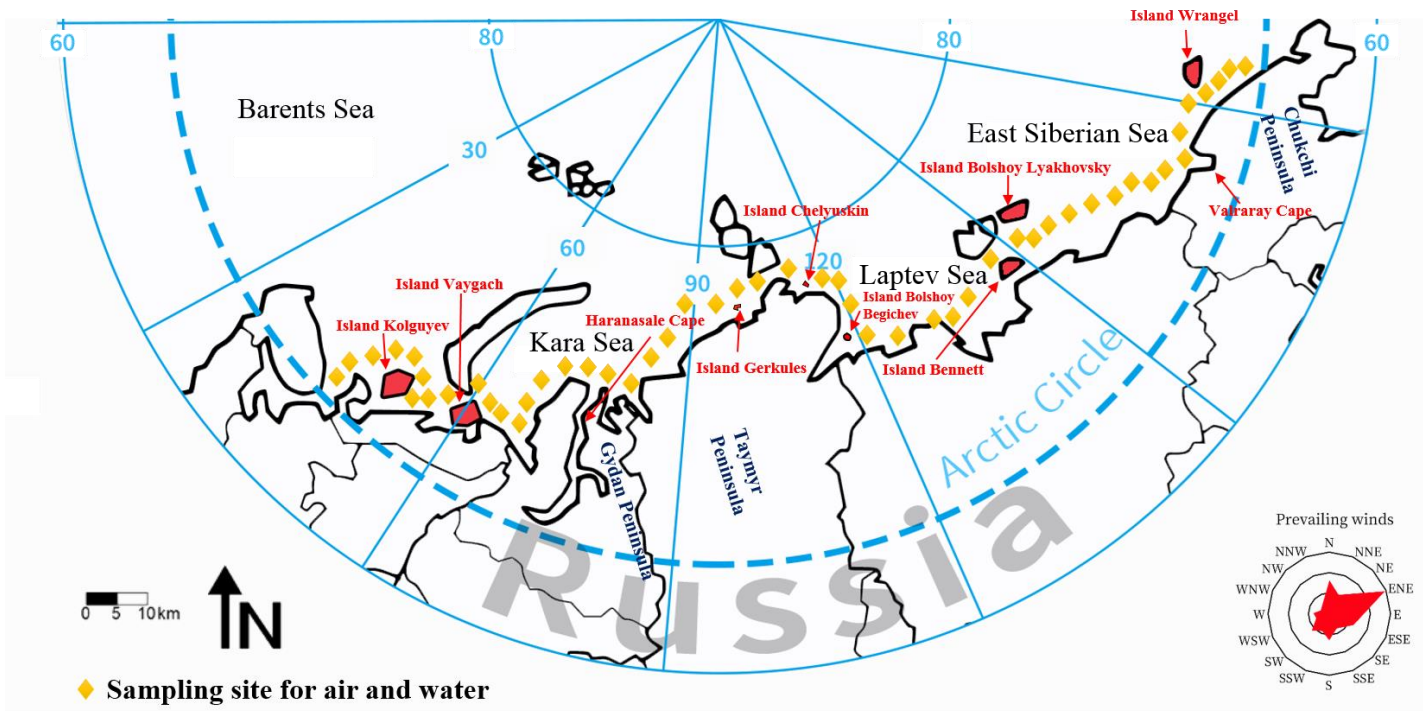 Island Wrangel
60
80
80
60
Barents Sea
Chukchi
Peninsula
East Siberian Sea
30
Island Bolshoy Lyakhovsky
Island Chelyuskin
Valraray Cape
60
120
Laptev Sea
90
Island Vaygach
Island Bolshoy
Begichev
Island Kolguyev
Haranasale Cape
Kara Sea
Island Gerkules
Island Bennett
Arctic Circle
Taymyr
Peninsula
Gydan Peninsula
Russia
Prevailing winds
N
NNW
NNE
NW
NE
WNW
ENE
W
E
WSW
ESE
SW
SE
SSW
SSE
S
0 5 10km
N
Sampling site for air and water